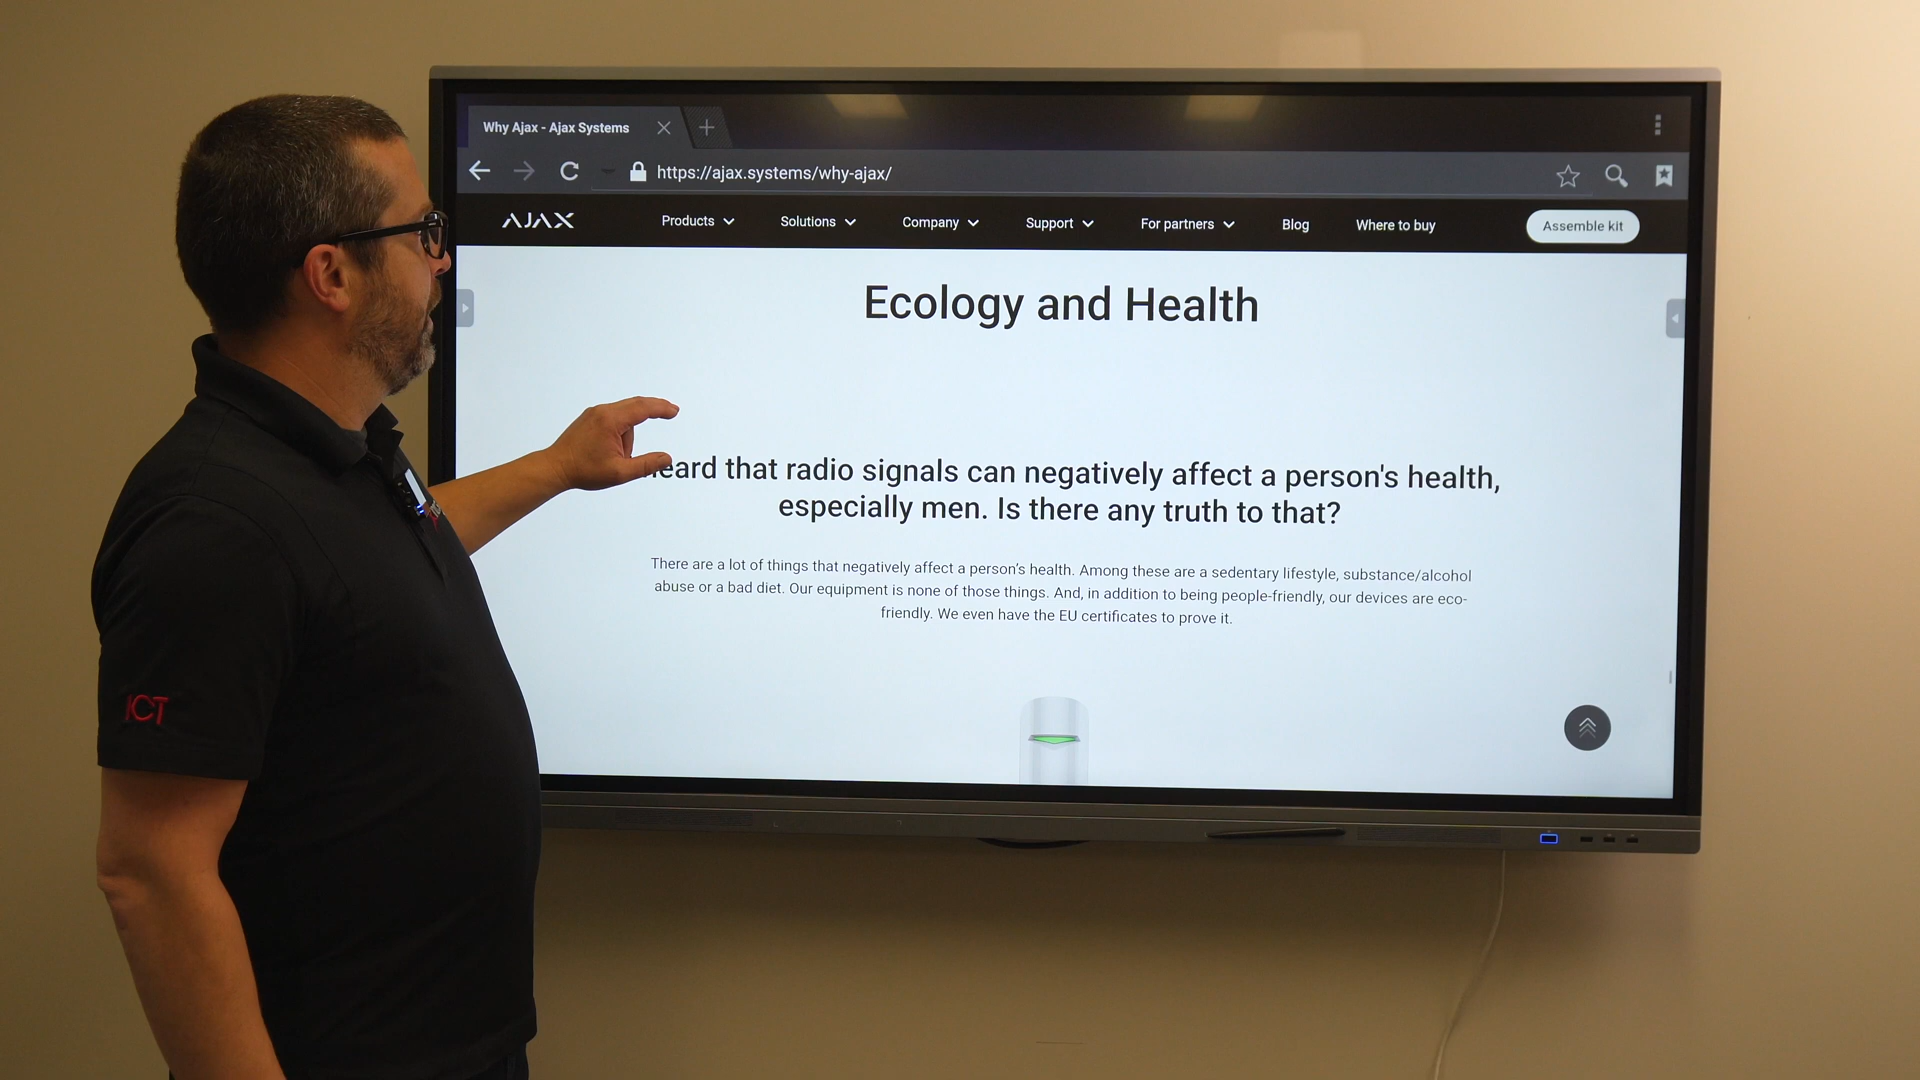 Why Ajax - Ajax Systems
https://ajax.systems/why-ajax/
AJAX
Products
Solutions
Company
Support
For partners
Blog
Where to buy
Assemble kit
Ecology and Health
that radio signals can negatively affect a person's health,
especially men. Is there any truth to that?
There are a lot of things that negatively affect a person's health. Among these are a sedentary lifestyle, substance/alcohol
abuse or a bad diet. Our equipment is none of those things. And, in addition to being people-friendly, our devices are eco-
friendly. We even have the EU certificates to prove it.
ICT